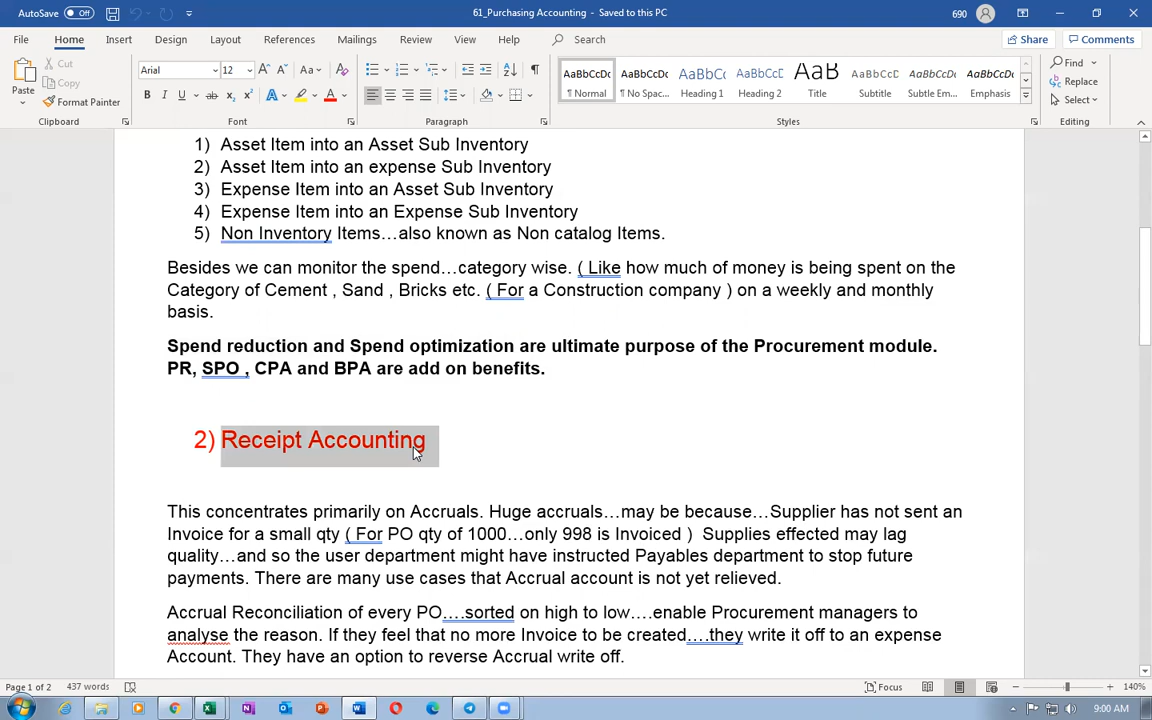 AutoSave Off 61_Purchasing Accounting - Saved to this PC 690
File Home Insert Design Layout References Mailings Review View Help Search Share Comments
Paste Cut Copy Format Painter
Clipboard
Arial 12
Font
Paragraph
AaBbCcDc AaBbCcDc AaBbCc AaBbCcD AaB AaBbCcD AaBbCcDc AaBbCcDc
¶ Normal ¶ No Spac... Heading 1 Heading 2 Title Subtitle Subtle Em... Emphasis
Styles
Find
Replace
Select
Editing
1) Asset Item into an Asset Sub Inventory
2) Asset Item into an expense Sub Inventory
3) Expense Item into an Asset Sub Inventory
4) Expense Item into an Expense Sub Inventory
5) Non Inventory Items…also known as Non catalog Items.
Besides we can monitor the spend…category wise. ( Like how much of money is being spent on the
Category of Cement , Sand , Bricks etc. ( For a Construction company ) on a weekly and monthly
basis.
Spend reduction and Spend optimization are ultimate purpose of the Procurement module.
PR, SPO , CPA and BPA are add on benefits.
2) Receipt Accounting
This concentrates primarily on Accruals. Huge accruals…may be because…Supplier has not sent an
Invoice for a small qty ( For PO qty of 1000…only 998 is Invoiced ) Supplies effected may lag
quality…and so the user department might have instructed Payables department to stop future
payments. There are many use cases that Accrual account is not yet relieved.
Accrual Reconciliation of every PO….sorted on high to low….enable Procurement managers to
analyse the reason. If they feel that no more Invoice to be created….they write it off to an expense
Account. They have an option to reverse Accrual write off.
Page 1 of 2 437 words Focus 140%
9:00 AM